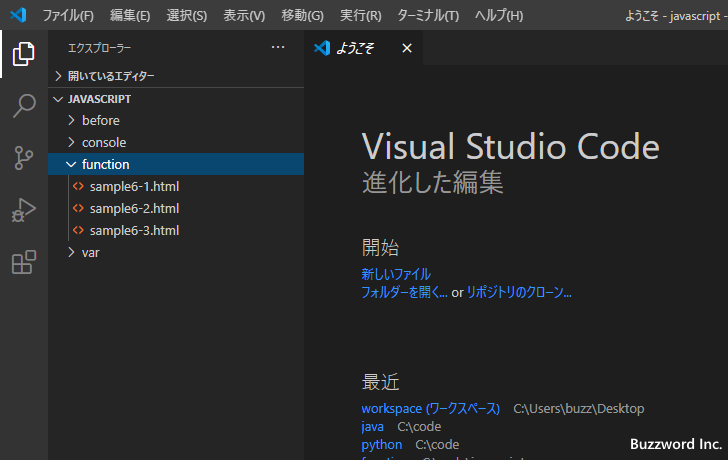 ファイル(F) 編集(E) 選択(S) 表示(V) 移動(G) 実行(R) ターミナル(T) ヘルプ(H) ようこそ - javascript -
エクスプローラー ...
ようこそ
開いているエディター
JAVASCRIPT
before
console
function
sample6-1.html
sample6-2.html
sample6-3.html
var
Visual Studio Code
進化した編集
開始
新しいファイル
フォルダーを開く... or リポジトリのクローン...
最近
workspace (ワークスペース) C:\Users\buzz\Desktop
java C:\code
python C:\code
Buzzword Inc.